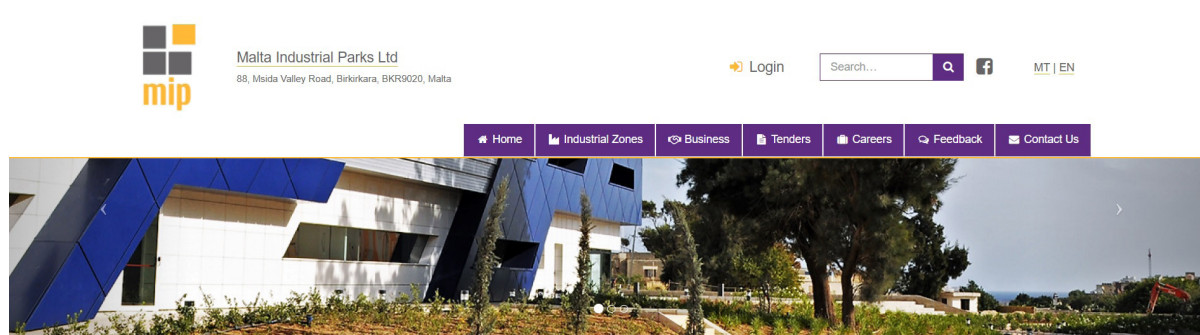 mip
Malta Industrial Parks Ltd
88, Msida Valley Road, Birkirkara, BKR9020, Malta
Login
Search...
MT | EN
Home
Industrial Zones
Business
Tenders
Careers
Feedback
Contact Us